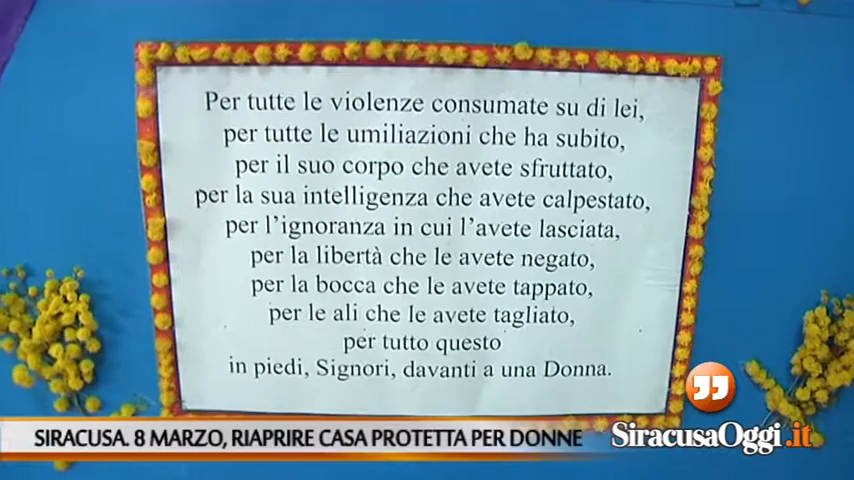 Per tutte le violenze consumate su di lei,
per tutte le umiliazioni che ha subito,
per il suo corpo che avete sfruttato,
per la sua intelligenza che avete calpestato,
per l'ignoranza in cui l'avete lasciata,
per la libertà che le avete negato,
per la bocca che le avete tappato,
per le ali che le avete tagliato,
per tutto questo
in piedi, Signori, davanti a una Donna.
SIRACUSA. 8 MARZO, RIAPRIRE CASA PROTETTA PER DONNE
SiracusaOggi.it